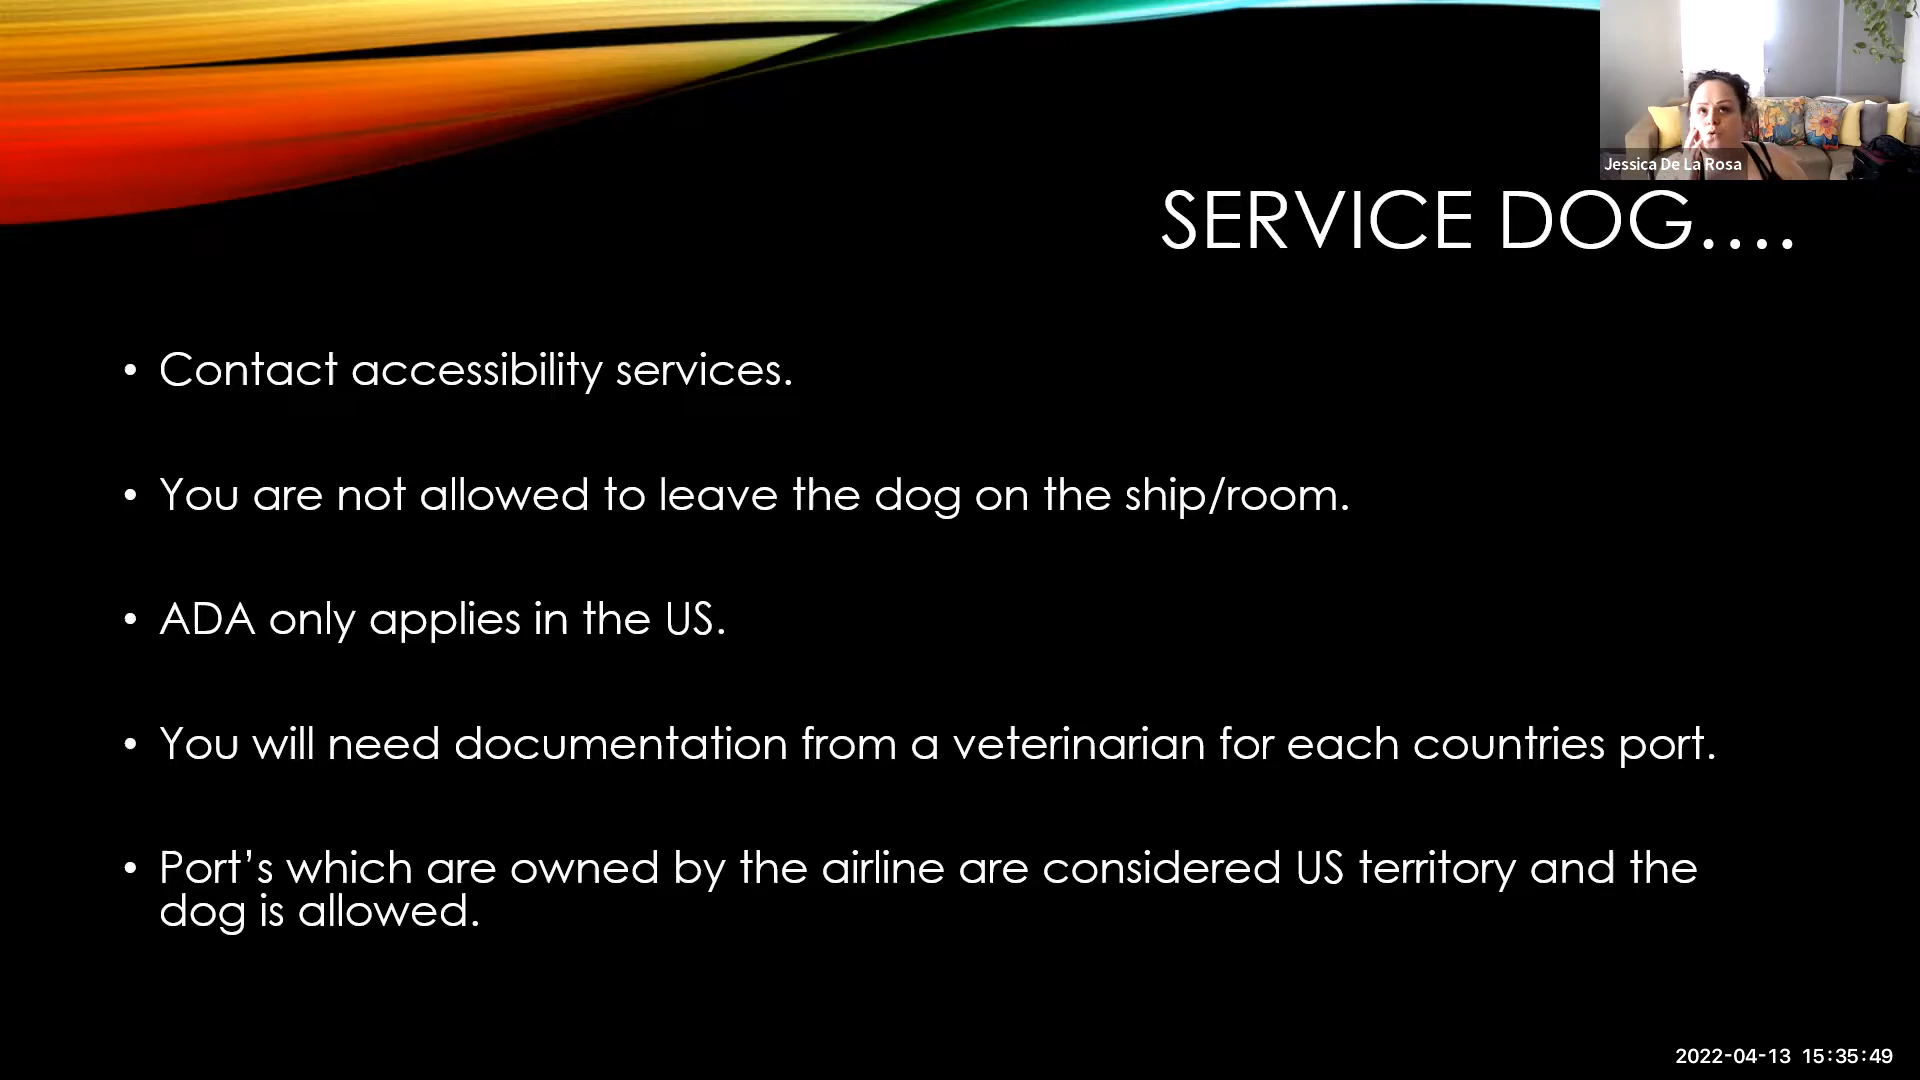 Jessica De La Rosa
SERVICE DOG....
• Contact accessibility services.
• You are not allowed to leave the dog on the ship/room.
• ADA only applies in the US.
• You will need documentation from a veterinarian for each countries port.
• Port’s which are owned by the airline are considered US territory and the
dog is allowed.
2022-04-13 15:35:49